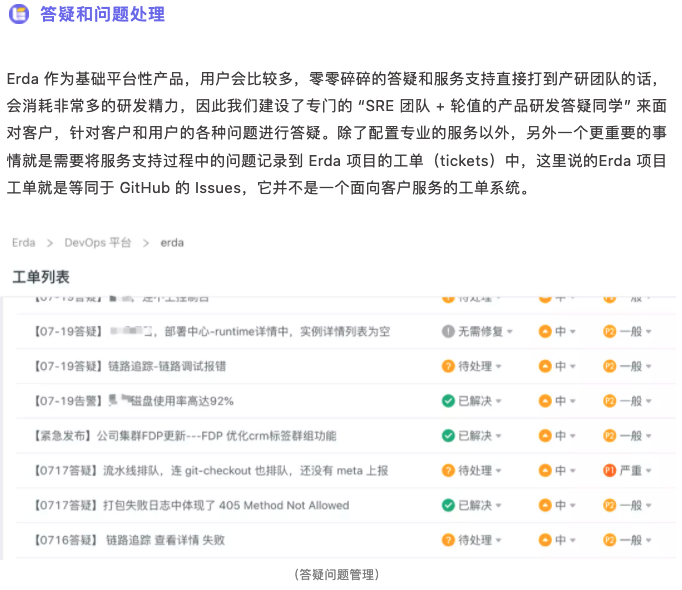 答疑和问题处理
Erda 作为基础平台性产品，用户会比较多，零零碎碎的答疑和服务支持直接打到产研团队的话，
会消耗非常多的研发精力，因此我们建设了专门的 “SRE 团队 + 轮值的产品研发答疑同学” 来面
对客户，针对客户和用户的各种问题进行答疑。除了配置专业的服务以外，另外一个更重要的事
情就是需要将服务支持过程中的问题记录到 Erda 项目的工单（tickets）中，这里说的Erda 项目
工单就是等同于 GitHub 的 Issues，它并不是一个面向客户服务的工单系统。
Erda > DevOps 平台 > erda
工单列表
【07-19答疑】 待处理 中 一般
【07-19答疑】 ，部署中心-runtime详情中，实例详情列表为空 无需修复 中 P2 一般
【07-19答疑】链路追踪-链路调试报错 待处理 中 P2 一般
【07-19告警】 磁盘使用率高达92% 已解决 中 P2 一般
【紧急发布】公司集群FDP更新---FDP 优化crm标签群组功能 已解决 中 P2 一般
【0717答疑】流水线排队，连 git-checkout 也排队，还没有 meta 上报 待处理 中 P1 严重
【0717答疑】打包失败日志中体现了 405 Method Not Allowed 已解决 中 P2 一般
【0716答疑】 链路追踪 查看详情 失败 待处理 中 P2 一般
（答疑问题管理）